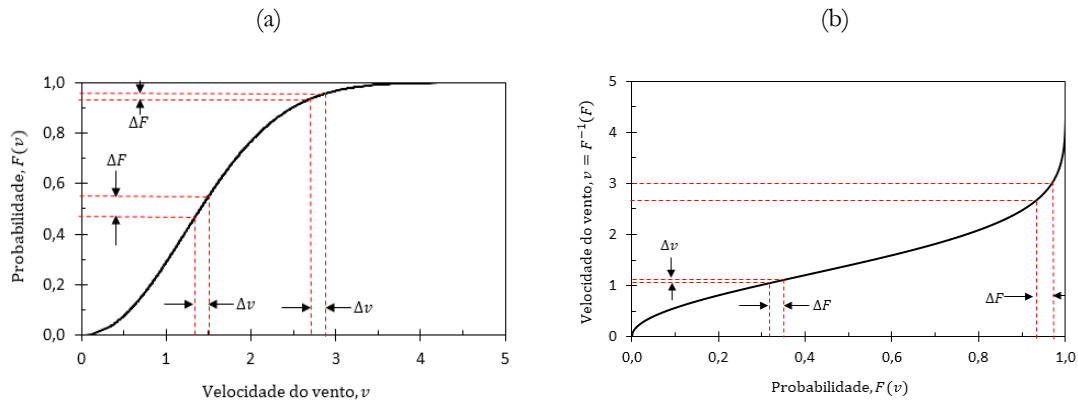 (a)
(b)
1,0
0,8
0,6
0,4
0,2
0,0
Probabilidade, F(v)
ΔF
ΔF
Δv
Δv
0
1
2
3
4
5
Velocidade do vento, v
5
4
3
2
1
0
Velocidade do vento, v = F⁻¹(F)
Δv
ΔF
ΔF
0,0
0,2
0,4
0,6
0,8
1,0
Probabilidade, F(v)